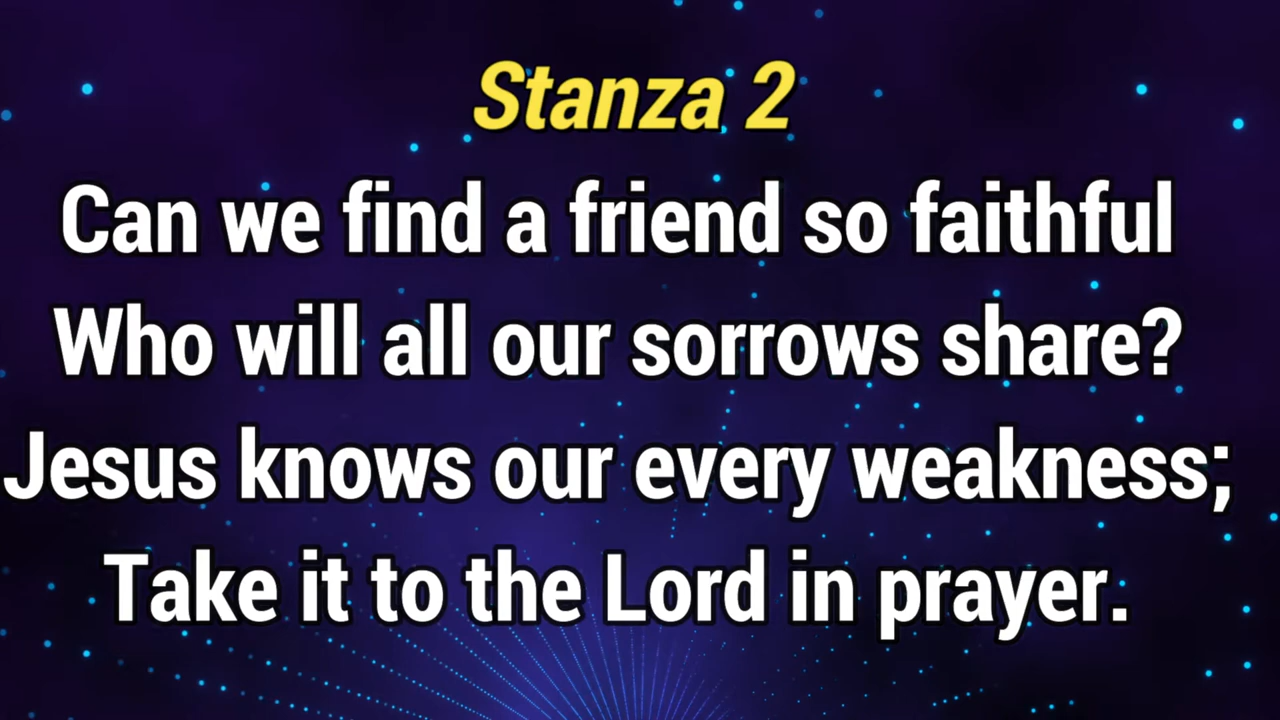 Stanza 2
Can we find a friend so faithful
Who will all our sorrows share?
Jesus knows our every weakness;
Take it to the Lord in prayer.